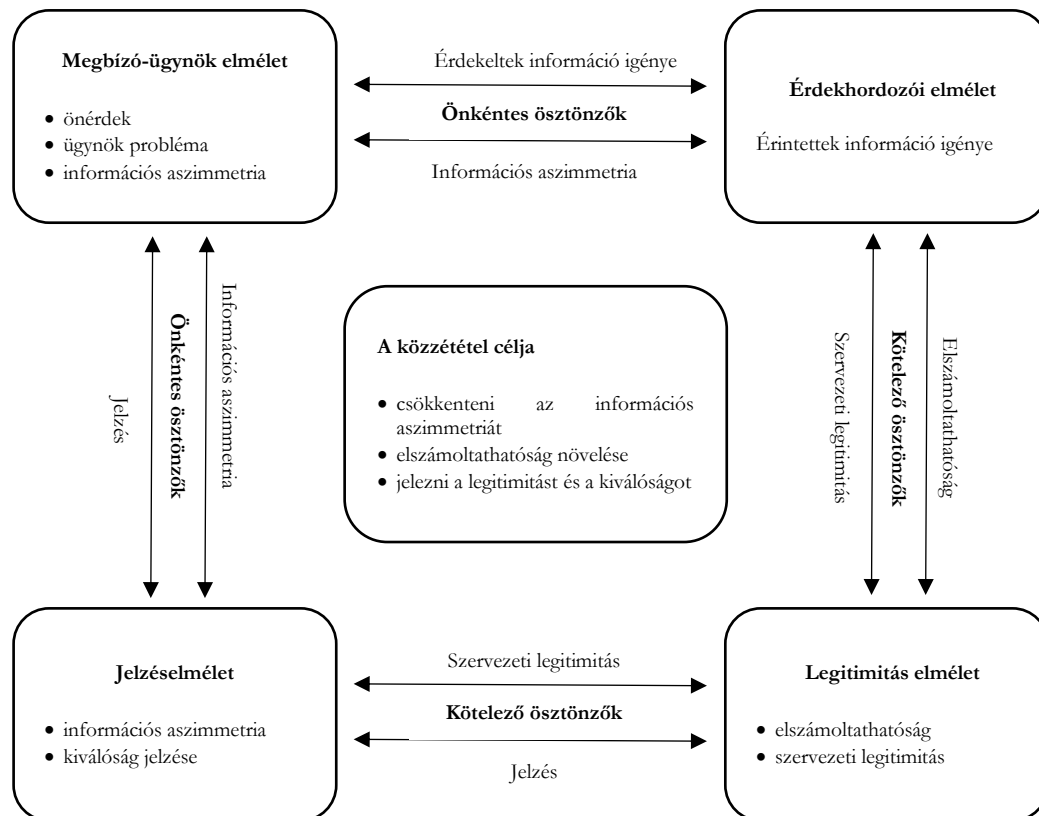 Megbízó-ügynök elmélet
• önérdek
• ügynök probléma
• információs aszimmetria
Érdekeltek információ igénye
Önkéntes ösztönzők
Információs aszimmetria
Érdekhordozói elmélet
Érintettek információ igénye
Jelzés
Önkéntes ösztönzők
Információs aszimmetria
A közzététel célja
• csökkenteni az információs
aszimmetriát
• elszámoltathatóság növelése
• jelezni a legitimitást és a kiválóságot
Szervezeti legitimitás
Kötelező ösztönzők
Elszámoltathatóság
Jelzéselmélet
• információs aszimmetria
• kiválóság jelzése
Szervezeti legitimitás
Kötelező ösztönzők
Jelzés
Legitimitás elmélet
• elszámoltathatóság
• szervezeti legitimitás